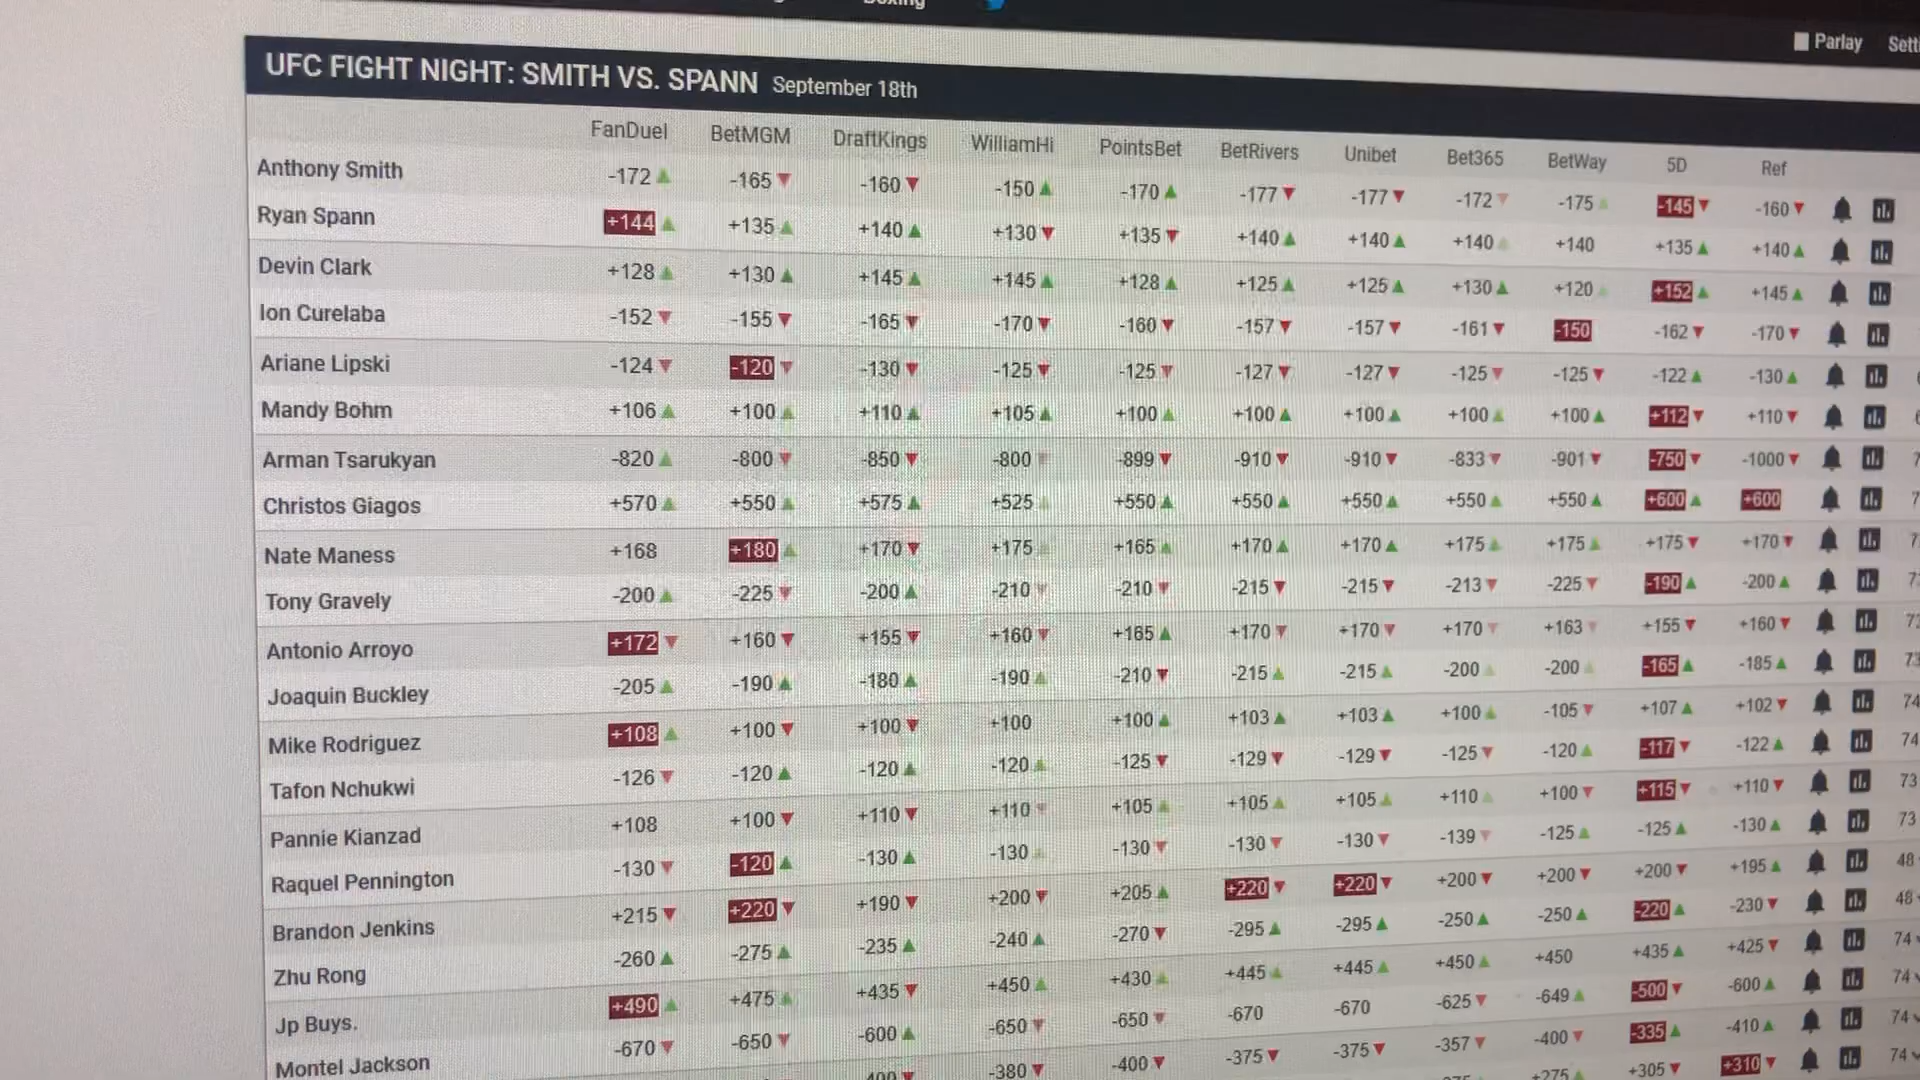 Boxing
Parlay
UFC FIGHT NIGHT: SMITH VS. SPANN September 18th
FanDuel BetMGM DraftKings WilliamHi PointsBet BetRivers Unibet Bet365 BetWay 5D Ref
Anthony Smith -172 -165 -160 -150 -170 -177 -177 -172 -175 -145 -160
Ryan Spann +144 +135 +140 +130 +135 +140 +140 +140 +140 +135 +140
Devin Clark +128 +130 +145 +145 +128 +125 +125 +130 +120 +152 +145
Ion Curelaba -152 -155 -165 -170 -160 -157 -157 -161 -150 -162 -170
Ariane Lipski -124 -120 -130 -125 -125 -127 -127 -125 -125 -122 -130
Mandy Bohm +106 +100 +110 +105 +100 +100 +100 +100 +100 +112 +110
Arman Tsarukyan -820 -800 -850 -800 -899 -910 -910 -833 -901 -750 -1000
Christos Giagos +570 +550 +575 +525 +550 +550 +550 +550 +550 +600 +600
Nate Maness +168 +180 +170 +175 +165 +170 +170 +175 +175 +175 +170
Tony Gravely -200 -225 -200 -210 -210 -215 -215 -213 -225 -190 -200
Antonio Arroyo +172 +160 +155 +160 +165 +170 +170 +170 +163 +155 +160
Joaquin Buckley -205 -190 -180 -190 -210 -215 -215 -200 -200 -165 -185
Mike Rodriguez +108 +100 +100 +100 +100 +103 +103 +100 -105 +107 +102
Tafon Nchukwi -126 -120 -120 -120 -125 -129 -129 -125 -120 -117 -122
Pannie Kianzad +108 +100 +110 +110 +105 +105 +105 +110 +100 +115 +110
Raquel Pennington -130 -120 -130 -130 -130 -130 -130 -139 -125 -125 -130
Brandon Jenkins +215 +220 +190 +200 +205 +220 +220 +200 +200 +200 +195
Zhu Rong -260 -275 -235 -240 -270 -295 -295 -250 -250 -220 -230
Jp Buys. +490 +475 +435 +450 +430 +445 +445 +450 +450 +435 +425
Montel Jackson -670 -650 -600 -650 -650 -670 -670 -625 -649 -500 -600
-380 -400 -375 -375 -357 -400 -335 -410
+275 +305 +310